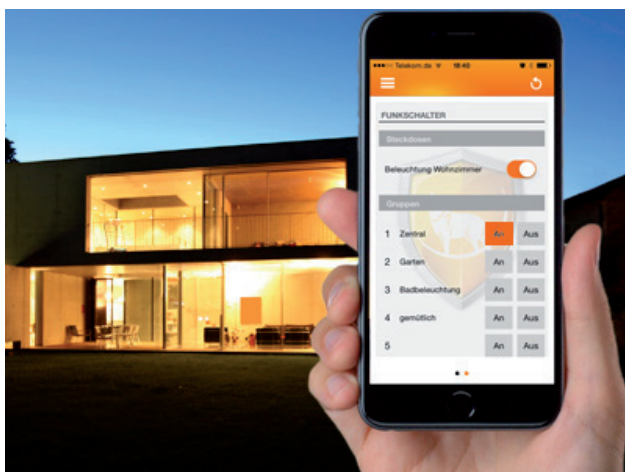 Telekom.de 18:40
FUNKSCHALTER
Steckdosen
Beleuchtung Wohnzimmer
Gruppen
1 Zentral An Aus
2 Garten An Aus
3 Badbeleuchtung An Aus
4 gemütlich An Aus
5 An Aus